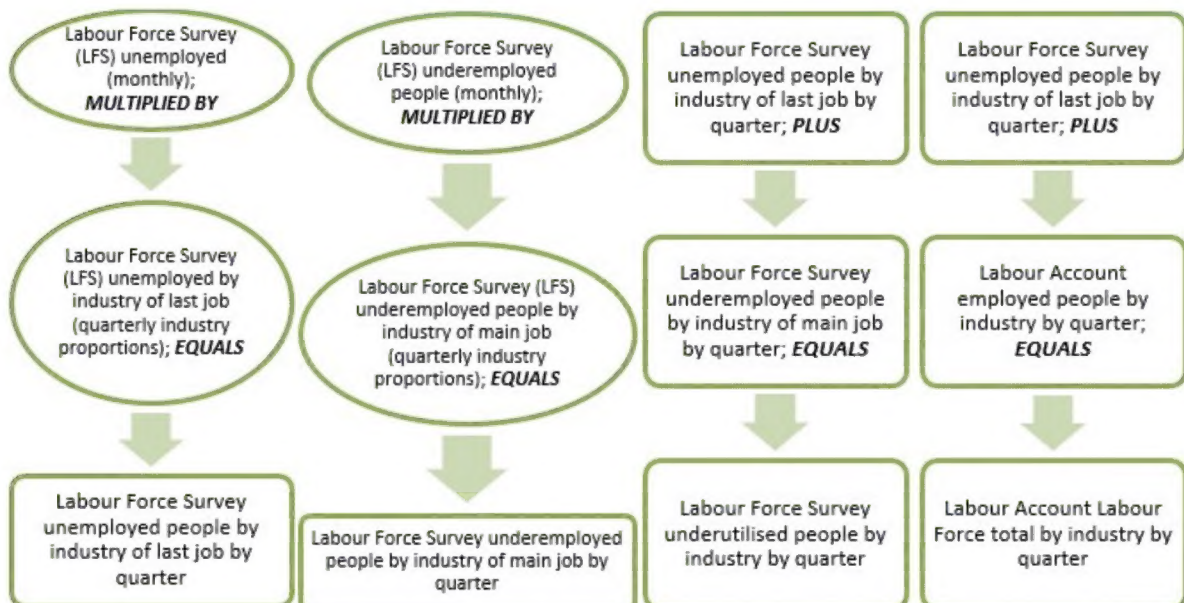 Labour Force Survey
(LFS) unemployed
(monthly);
MULTIPLIED BY
Labour Force Survey
(LFS) unemployed by
industry of last job
(quarterly industry
proportions); EQUALS
Labour Force Survey
unemployed people by
industry of last job by
quarter
Labour Force Survey
(LFS) underemployed
people (monthly);
MULTIPLIED BY
Labour Force Survey (LFS)
underemployed people by
industry of main job
(quarterly industry
proportions); EQUALS
Labour Force Survey underemployed
people by industry of main job by
quarter
Labour Force Survey
unemployed people by
industry of last job by
quarter; PLUS
Labour Force Survey
underemployed people
by industry of main job
by quarter; EQUALS
Labour Force Survey
underutilised people by
industry by quarter
Labour Force Survey
unemployed people by
industry of last job by
quarter; PLUS
Labour Account
employed people by
industry by quarter;
EQUALS
Labour Account Labour
Force total by industry by
quarter